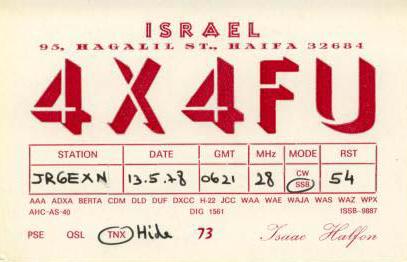 ISRAEL
95, HAGALIL ST., HAIFA 32684
4X4FU
STATION DATE GMT MHz MODE RST
JR6EXN 13.5.78 0621 28 CW SSB 54
AAA ADXA BERTA CDM DLD DUF DXCC H-22 JCC WAA WAE WAJA WAS WAZ WPX
AHC-AS-40 DIG 1561 ISSB-9887
PSE QSL TNX Hide 73 Isaac Halfon